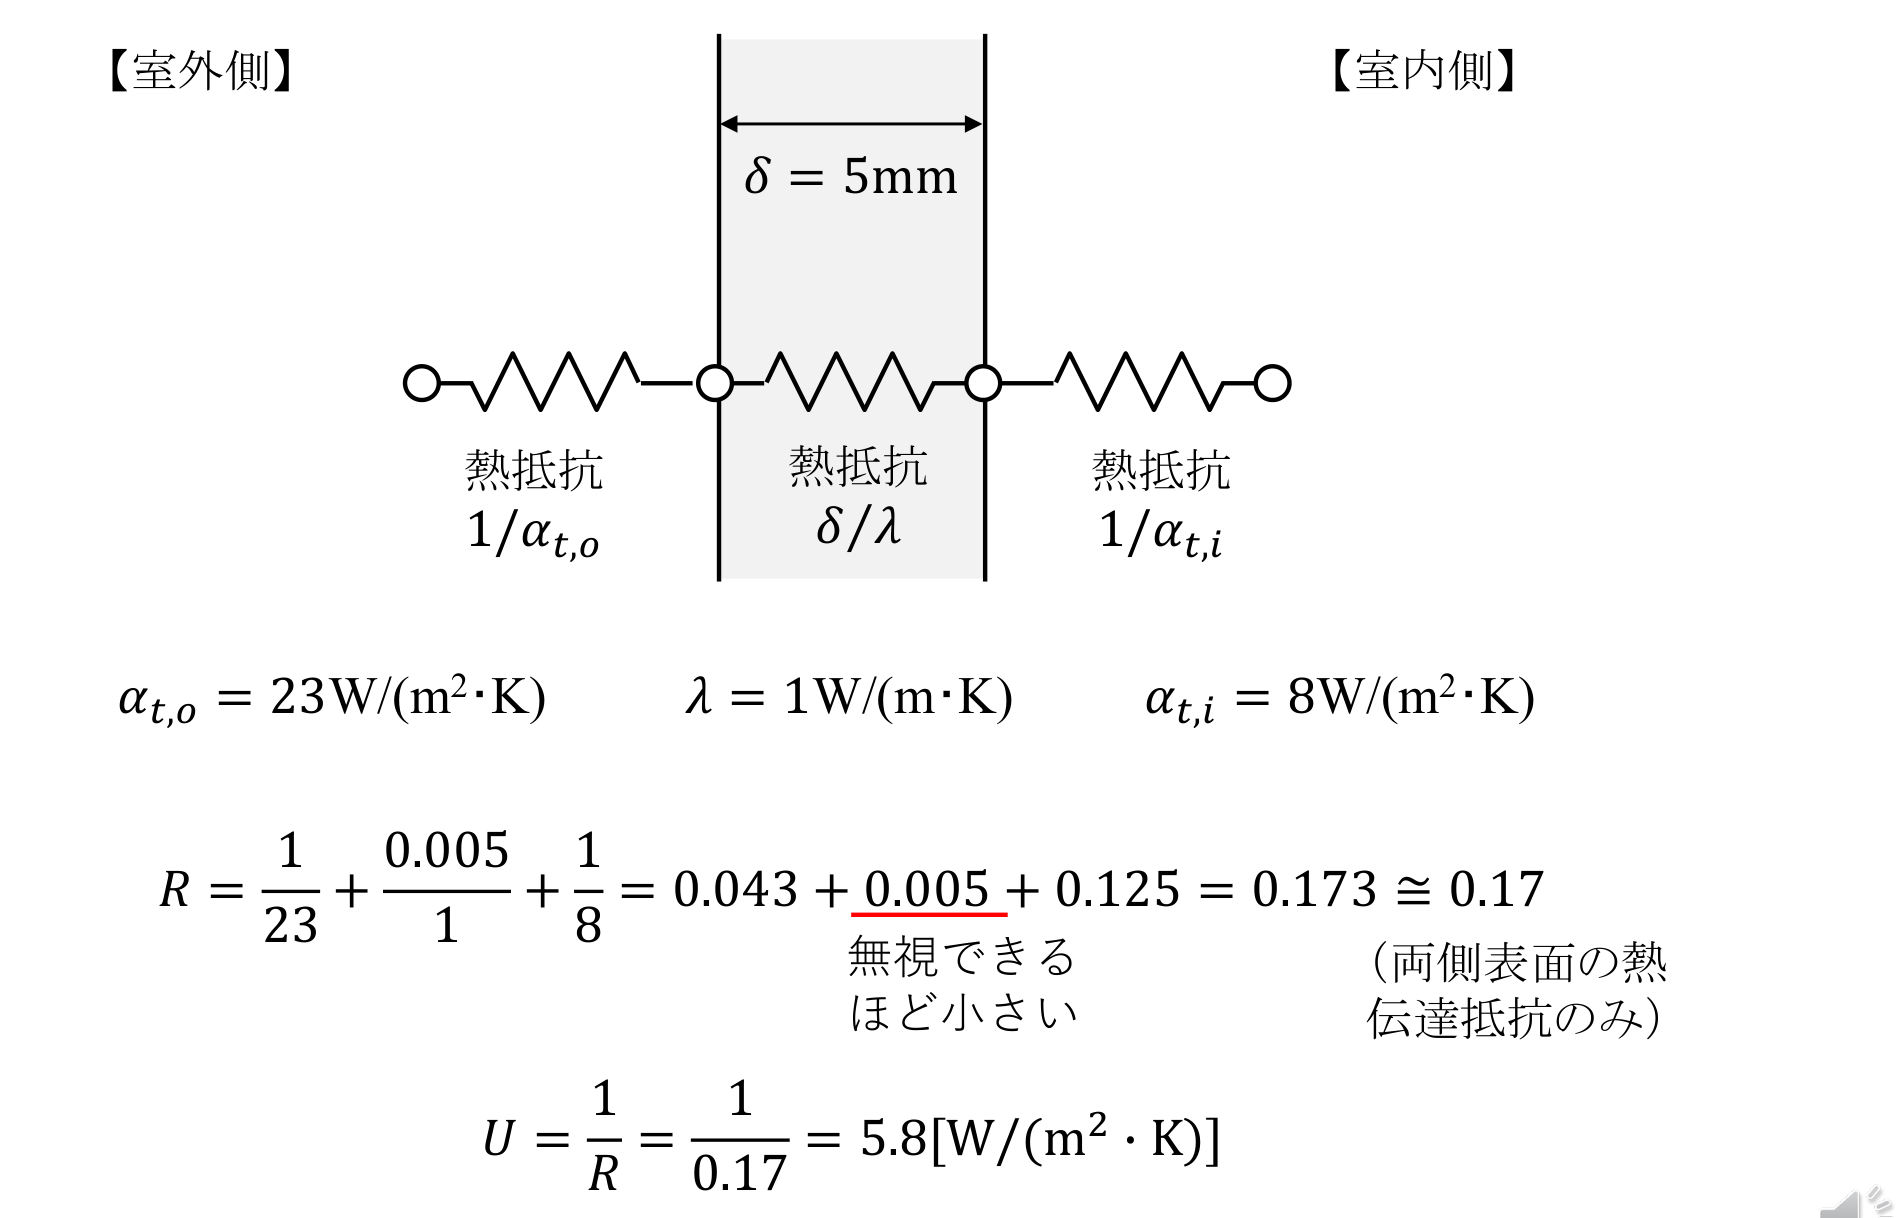 【室外側】
【室内側】
δ = 5mm
熱抵抗
1/α_{t,o}
熱抵抗
δ/λ
熱抵抗
1/α_{t,i}
α_{t,o} = 23W/(m²･K)
λ = 1W/(m･K)
α_{t,i} = 8W/(m²･K)
R = 1/23 + 0.005/1 + 1/8 = 0.043 + 0.005 + 0.125 = 0.173 ≅ 0.17
無視できる
ほど小さい
（両側表面の熱
伝達抵抗のみ）
U = 1/R = 1/0.17 = 5.8[W/(m² · K)]